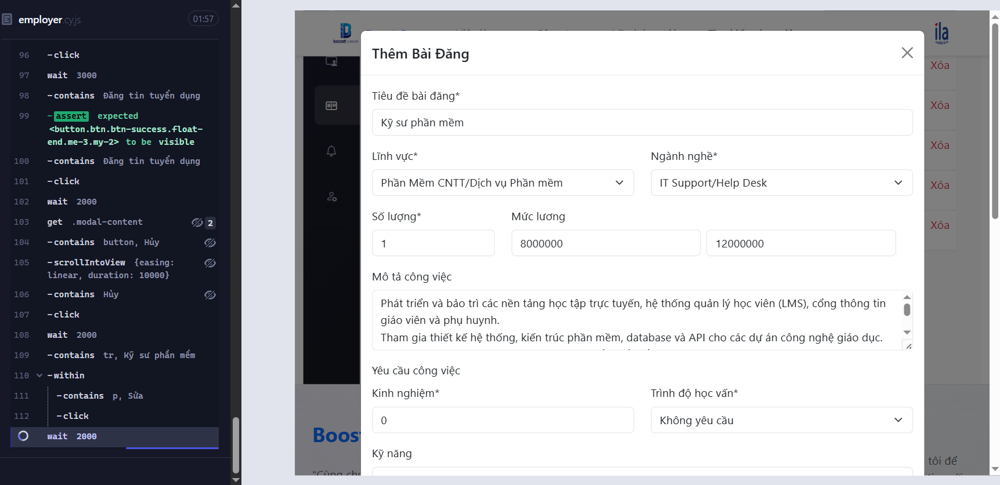 employer.cy.js
01:57
96 -click
97 wait 3000
98 -contains Đăng tin tuyển dụng
99 -assert expected
<button.btn.btn-success.float-
end.me-3.my-2> to be visible
100 -contains Đăng tin tuyển dụng
101 -click
102 wait 2000
103 get .modal-content 2
104 -contains button, Hủy
105 -scrollIntoView {easing:
linear, duration: 10000}
106 -contains Hủy
107 -click
108 wait 2000
109 -contains tr, Kỹ sư phần mềm
110 -within
111 -contains p, Sửa
112 -click
wait 2000
ila
Thêm Bài Đăng
Tiêu đề bài đăng*
Kỹ sư phần mềm
Lĩnh vực*
Ngành nghề*
Phần Mềm CNTT/Dịch vụ Phần mềm
IT Support/Help Desk
Số lượng*
Mức lương
1
8000000
12000000
Mô tả công việc
Phát triển và bảo trì các nền tảng học tập trực tuyến, hệ thống quản lý học viên (LMS), cổng thông tin
giáo viên và phụ huynh.
Tham gia thiết kế hệ thống, kiến trúc phần mềm, database và API cho các dự án công nghệ giáo dục.
Yêu cầu công việc
Kinh nghiệm*
Trình độ học vấn*
0
Không yêu cầu
Kỹ năng
Xóa
Xóa
Xóa
Xóa
Xóa
Boost
"Cùng
tôi để